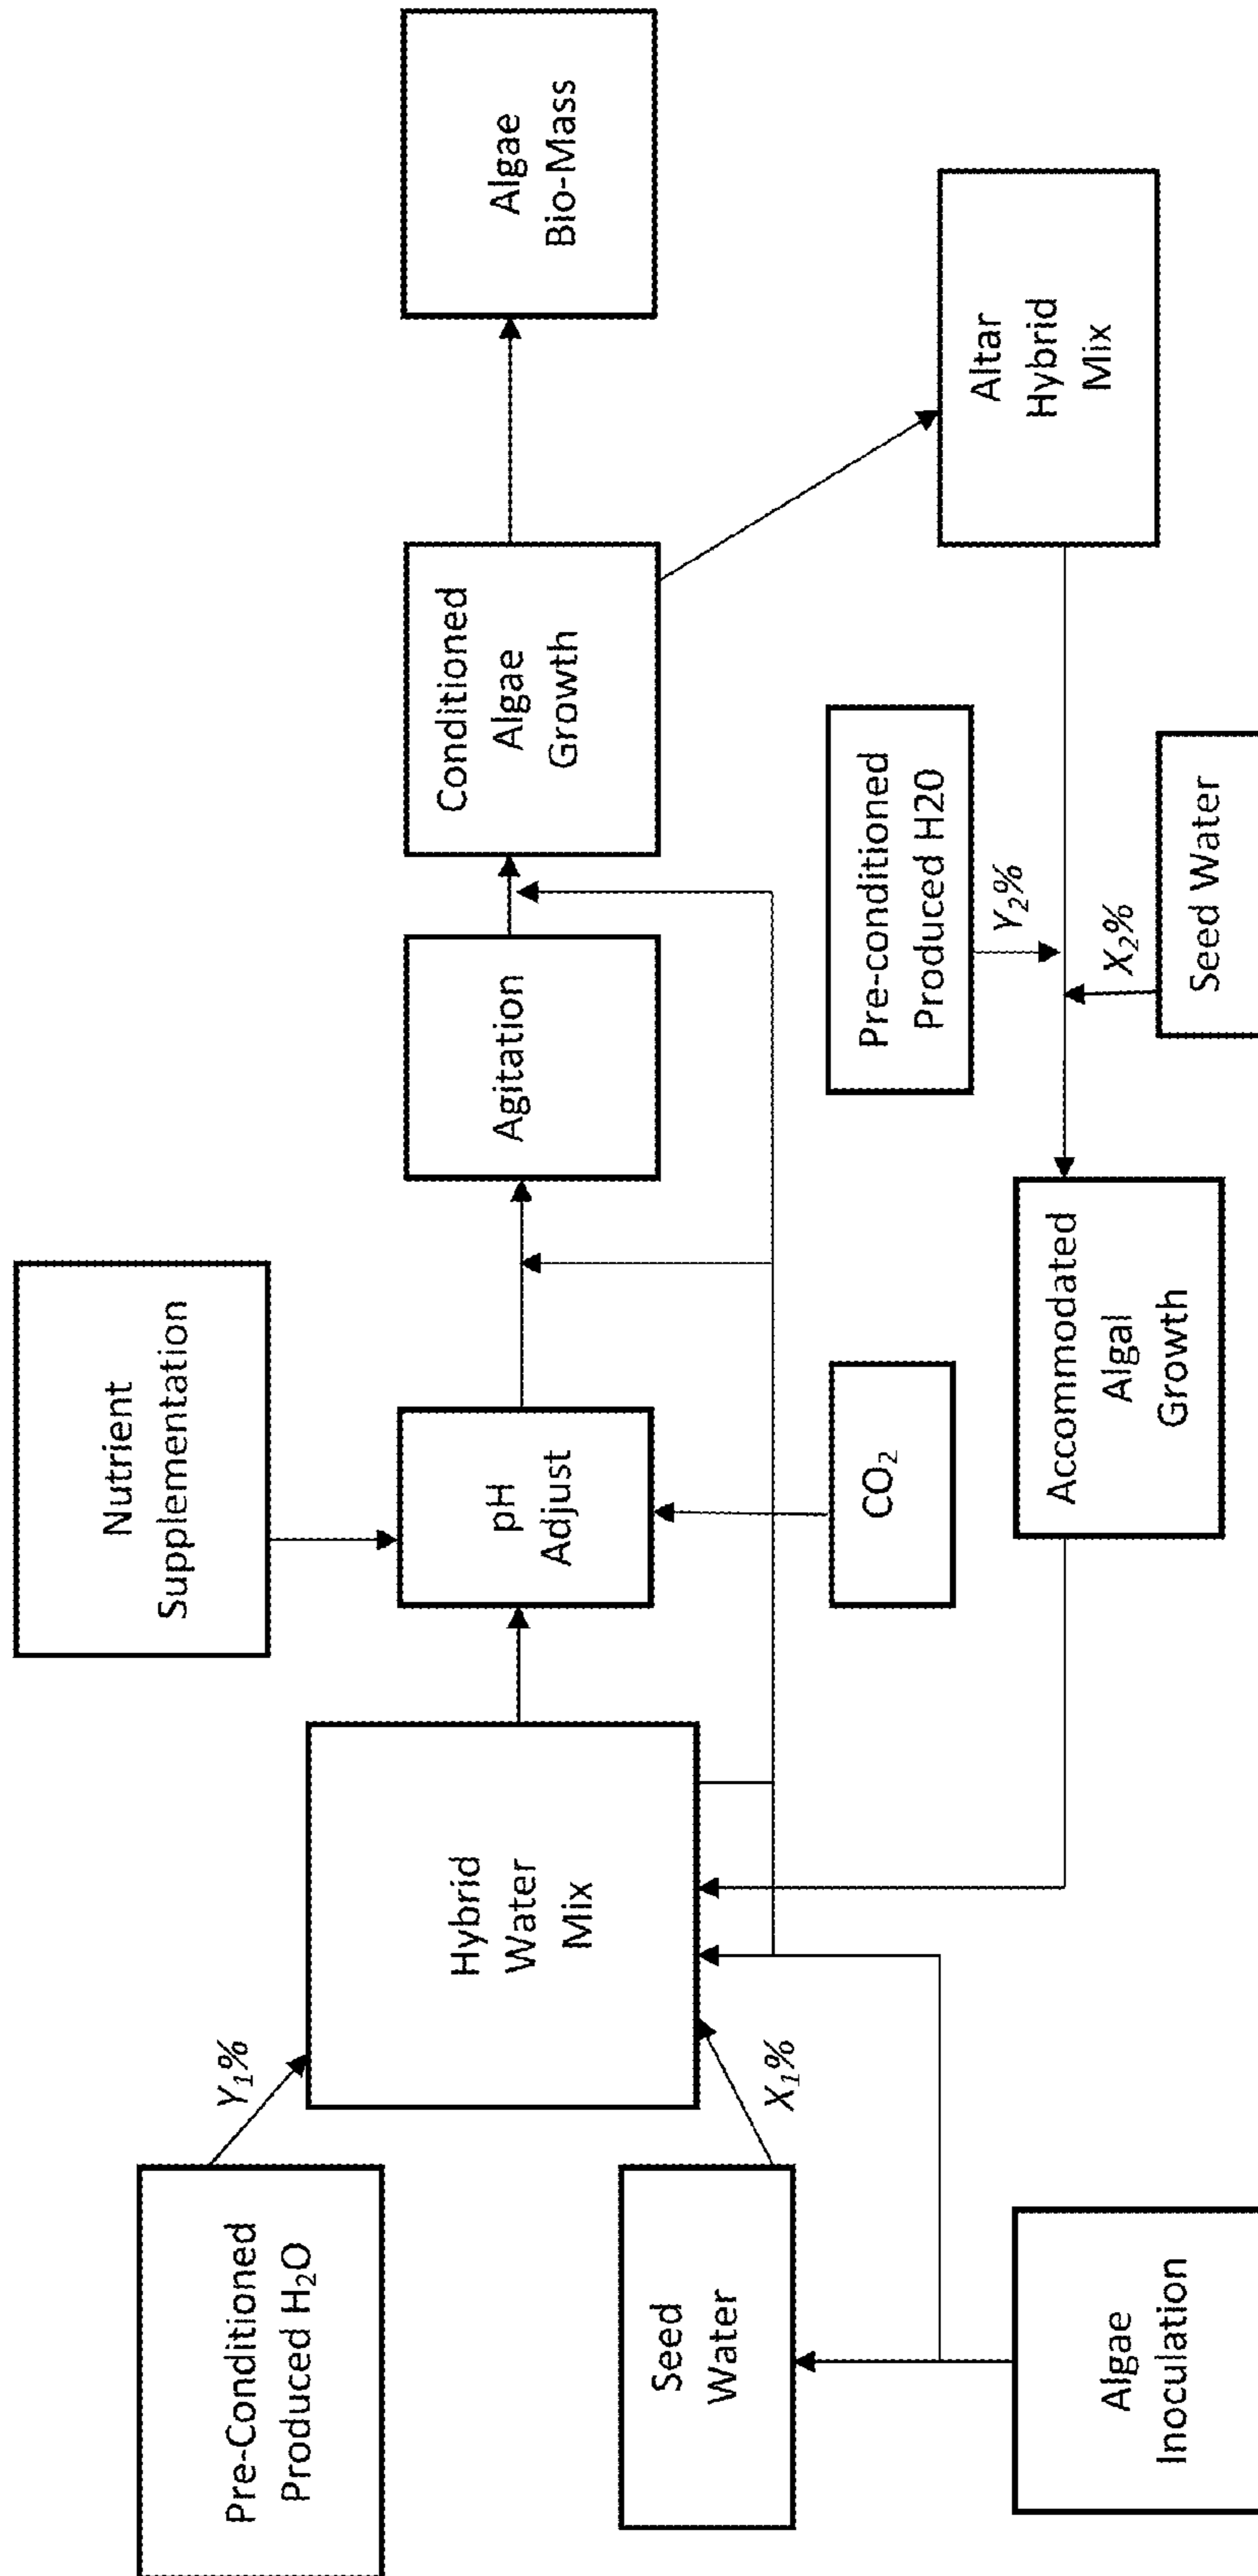 Pre-Conditioned
Produced H₂O
Y₁%
Seed
Water
X₁%
Algae
Inoculation
Hybrid
Water
Mix
Nutrient
Supplementation
pH
Adjust
CO₂
Agitation
Conditioned
Algae
Growth
Algae
Bio-Mass
Altar
Hybrid
Mix
Pre-conditioned
Produced H20
Y₂%
X₂%
Seed Water
Accommodated
Algal
Growth